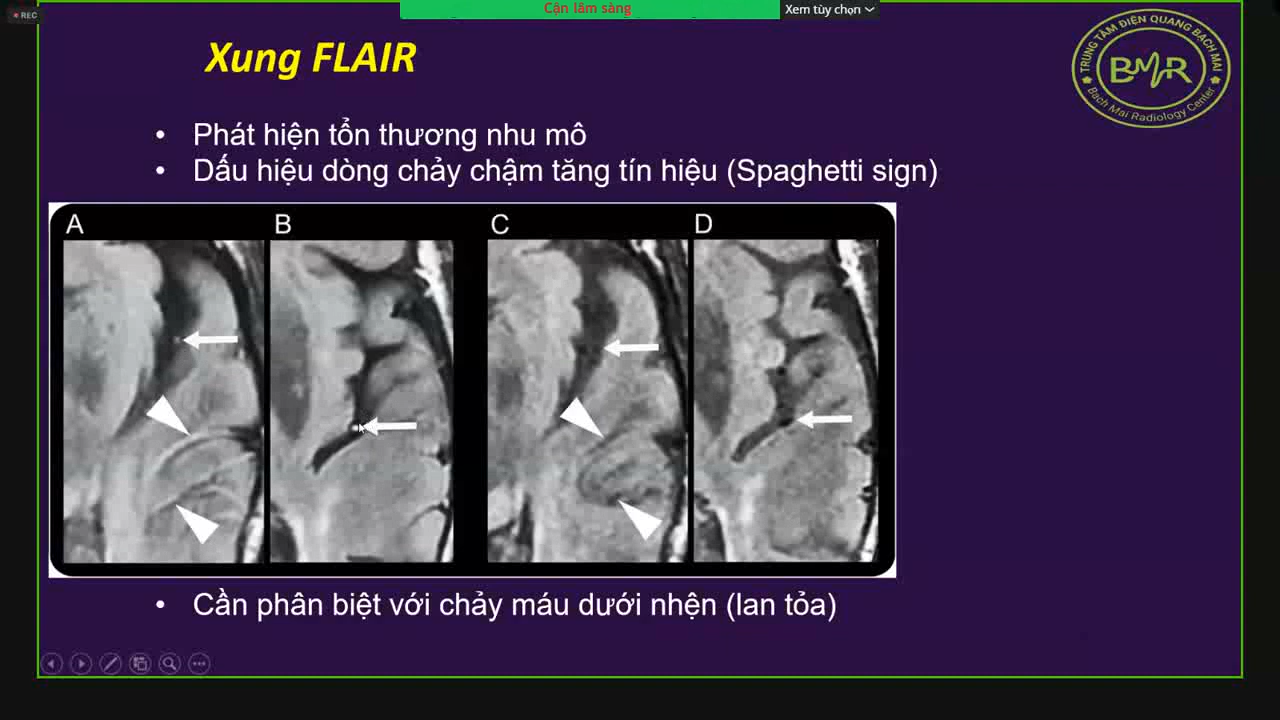 REC
Cận lâm sàng
Xem tùy chọn
Xung FLAIR
TRUNG TÂM ĐIỆN QUANG BẠCH MAI
BMR
Bach Mai Radiology Center
• Phát hiện tổn thương nhu mô
• Dấu hiệu dòng chảy chậm tăng tín hiệu (Spaghetti sign)
A B C D
• Cần phân biệt với chảy máu dưới nhện (lan tỏa)